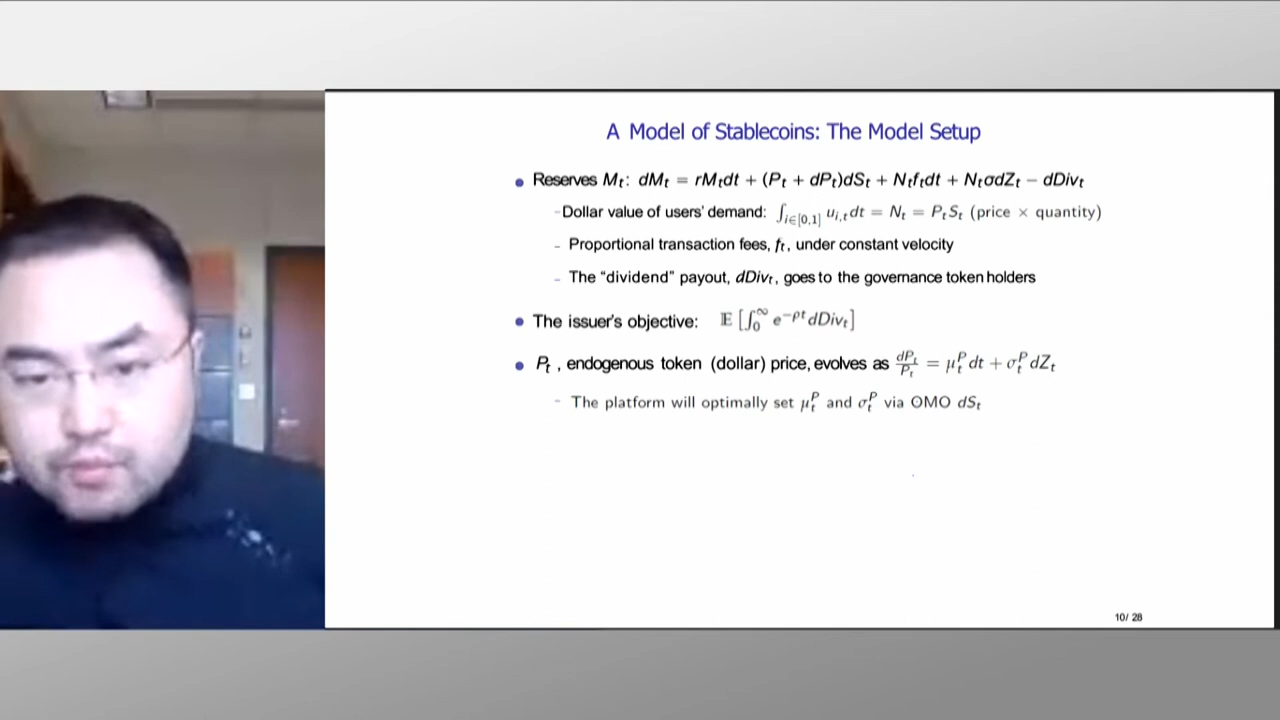 A Model of Stablecoins: The Model Setup
• Reserves Mₜ: dMₜ = rMₜdt + (Pₜ + dPₜ)dSₜ + Nₜfₜdt + NₜσdZₜ − dDivₜ
- Dollar value of users' demand: ∫_{i∈[0,1]} u_{i,t}dt = Nₜ = PₜSₜ (price × quantity)
- Proportional transaction fees, fₜ, under constant velocity
- The "dividend" payout, dDivₜ, goes to the governance token holders
• The issuer's objective: 𝔼 [∫₀^∞ e^{−ρt} dDivₜ]
• Pₜ , endogenous token (dollar) price, evolves as dPₜ/Pₜ = μₜᴾ dt + σₜᴾ dZₜ
- The platform will optimally set μₜᴾ and σₜᴾ via OMO dSₜ
10/ 28